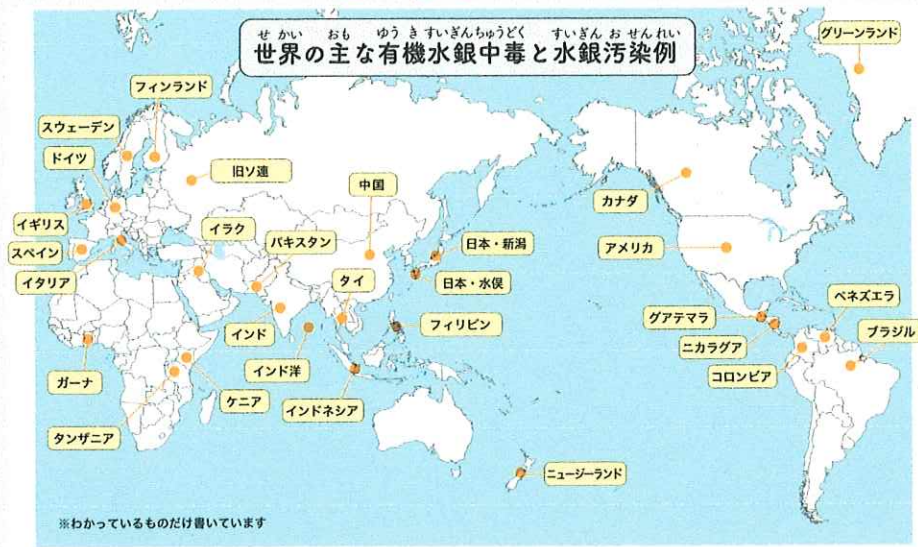 せかい おも ゆうきすいぎんちゅうどく すいぎんおせんれい
世界の主な有機水銀中毒と水銀汚染例
グリーンランド
フィンランド
スウェーデン
ドイツ
旧ソ連
中国
カナダ
イギリス
イラク
パキスタン
日本・新潟
アメリカ
スペイン
イタリア
タイ
日本・水俣
ベネズエラ
グアテマラ
インド
フィリピン
ブラジル
ニカラグア
インド洋
コロンビア
ガーナ
ケニア
インドネシア
タンザニア
ニュージーランド
※わかっているものだけ書いています